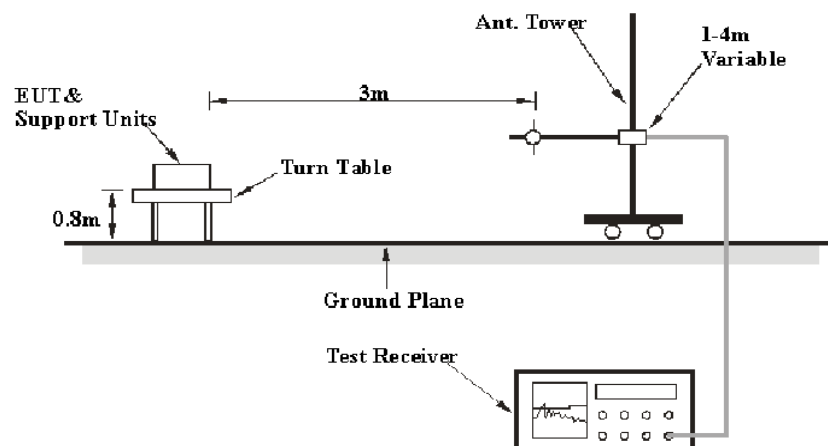 Ant. Tower
1-4m
Variable
3m
EUT&
Support Units
Turn Table
0.8m
Ground Plane
Test Receiver